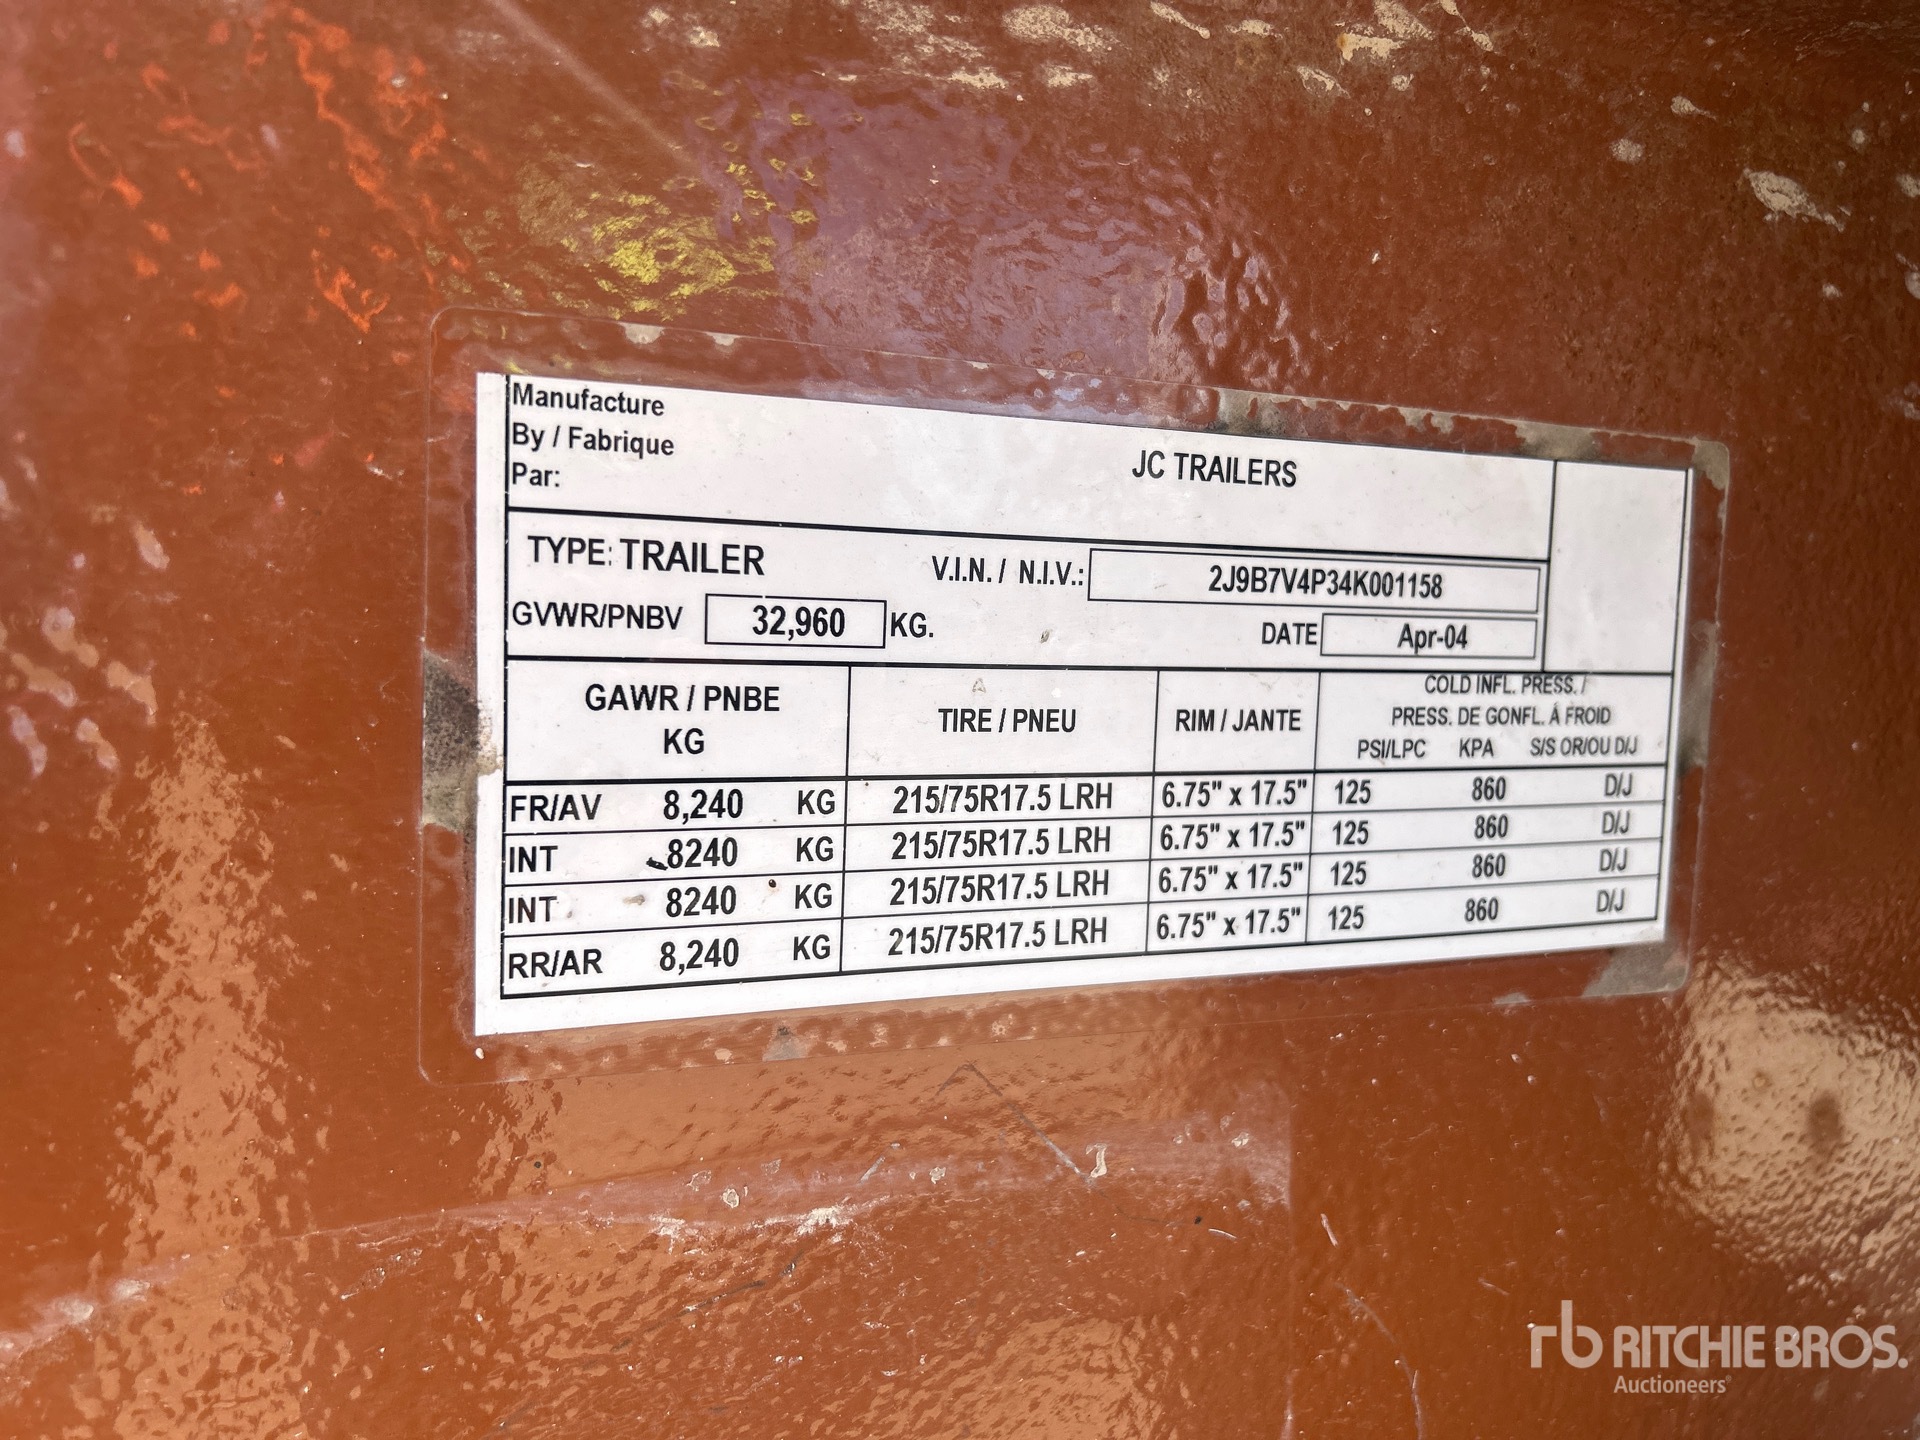 Manufacture
By / Fabrique
Par:
JC TRAILERS
TYPE: TRAILER
V.I.N. / N.I.V.: 2J9B7V4P34K001158
GVWR/PNBV 32,960 KG.
DATE Apr-04
GAWR / PNBE
KG
TIRE / PNEU
RIM / JANTE
COLD INFL. PRESS. /
PRESS. DE GONFL. À FROID
PSI/LPC KPA S/S OR/OU D/J
FR/AV 8,240 KG 215/75R17.5 LRH 6.75" x 17.5" 125 860 D/J
INT 8240 KG 215/75R17.5 LRH 6.75" x 17.5" 125 860 D/J
INT 8240 KG 215/75R17.5 LRH 6.75" x 17.5" 125 860 D/J
RR/AR 8,240 KG 215/75R17.5 LRH 6.75" x 17.5" 125 860 D/J
rb RITCHIE BROS.
Auctioneers